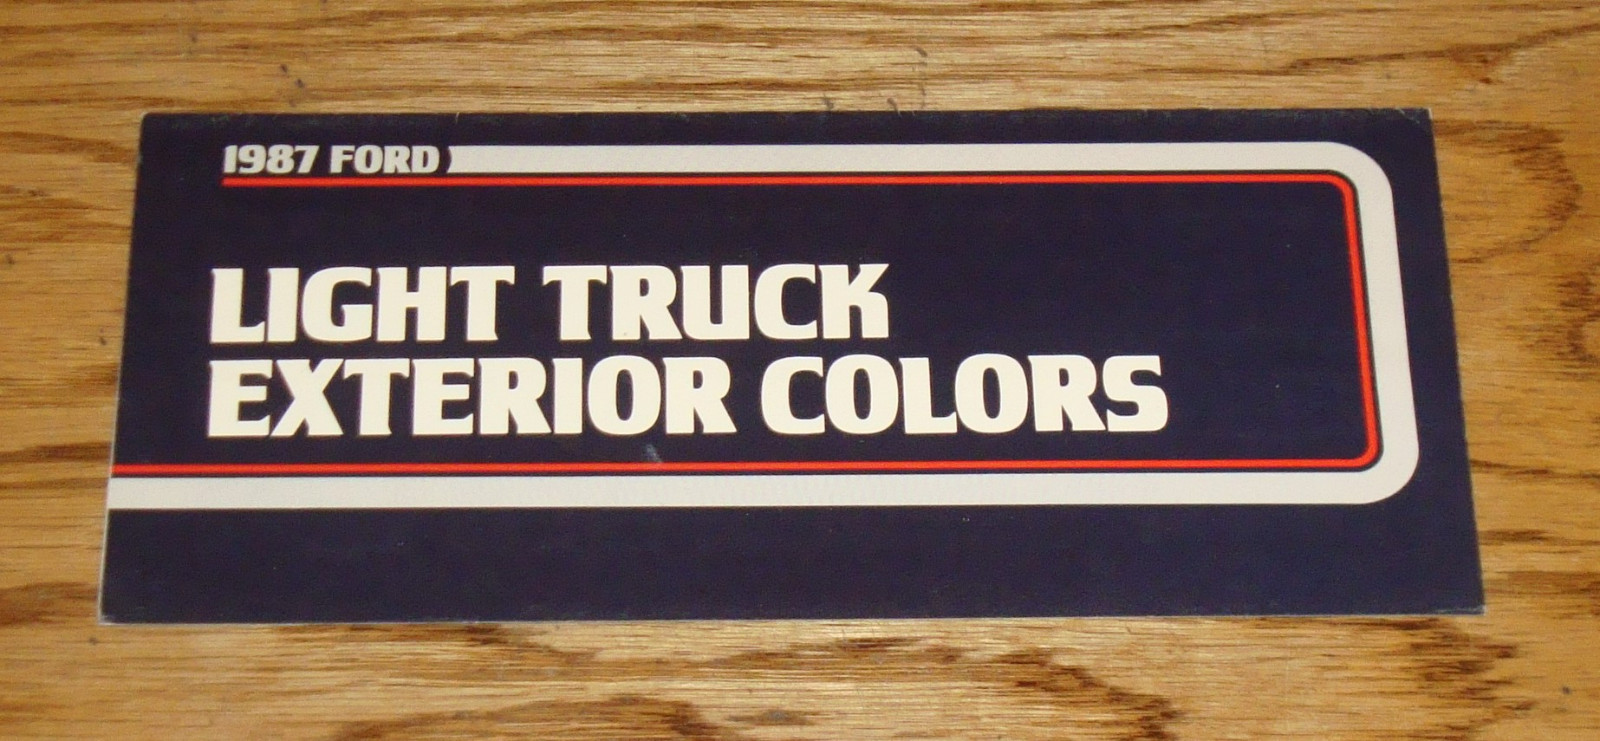 1987 FORD
LIGHT TRUCK
EXTERIOR COLORS